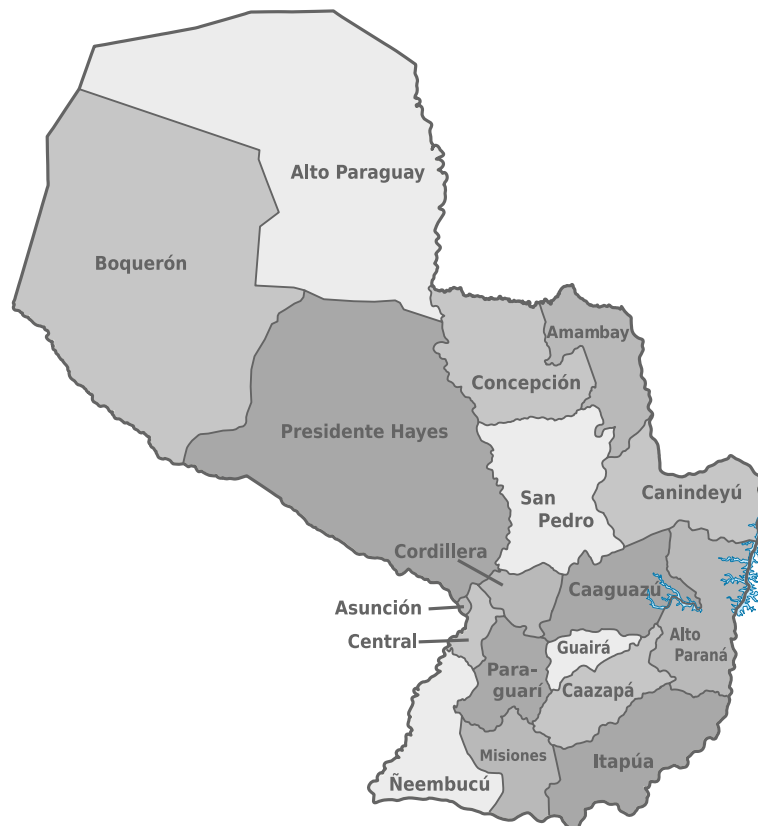 Alto Paraguay
Boquerón
Amambay
Concepción
Presidente Hayes
San
Pedro
Canindeyú
Cordillera
Caaguazú
Asunción
Central
Guairá
Alto
Paraná
Para-
guarí
Caazapá
Misiones
Itapúa
Ñeembucú